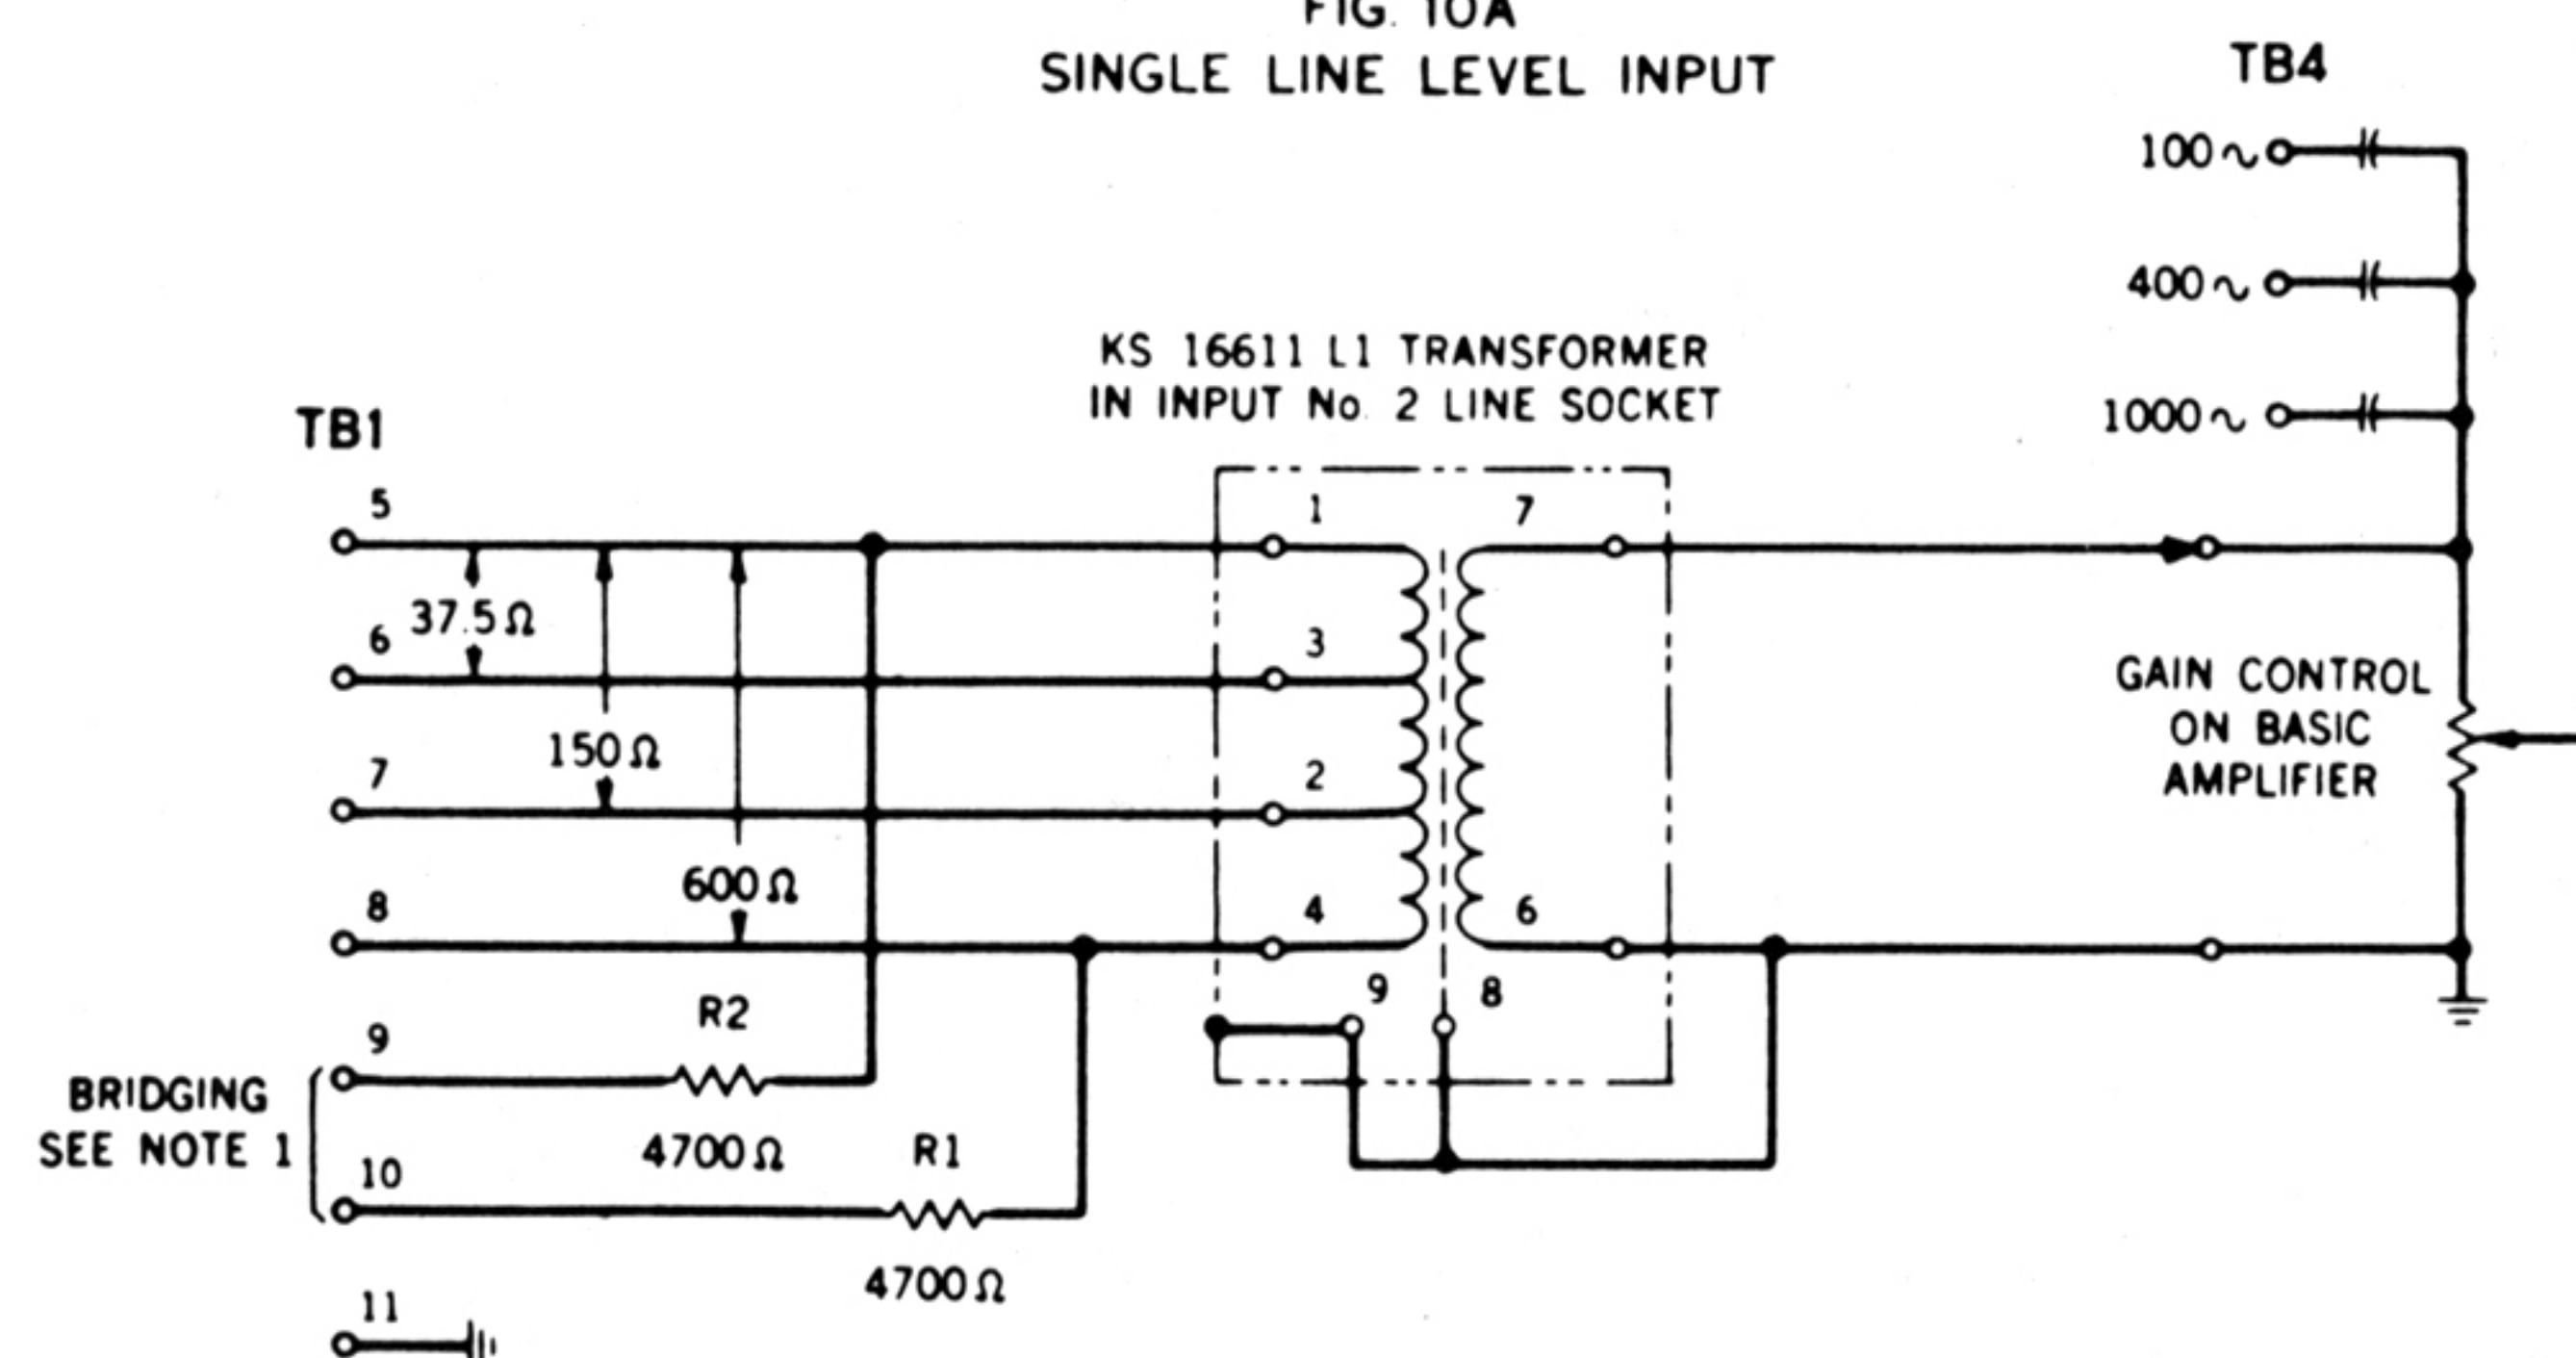 FIG. 10A
SINGLE LINE LEVEL INPUT
TB4
100~
400~
1000~
KS 16611 L1 TRANSFORMER
IN INPUT No. 2 LINE SOCKET
TB1
5
6
7
8
9
10
11
37.5Ω
150Ω
600Ω
1
3
2
4
7
6
9
8
GAIN CONTROL
ON BASIC
AMPLIFIER
R2
4700Ω
R1
4700Ω
BRIDGING
SEE NOTE 1